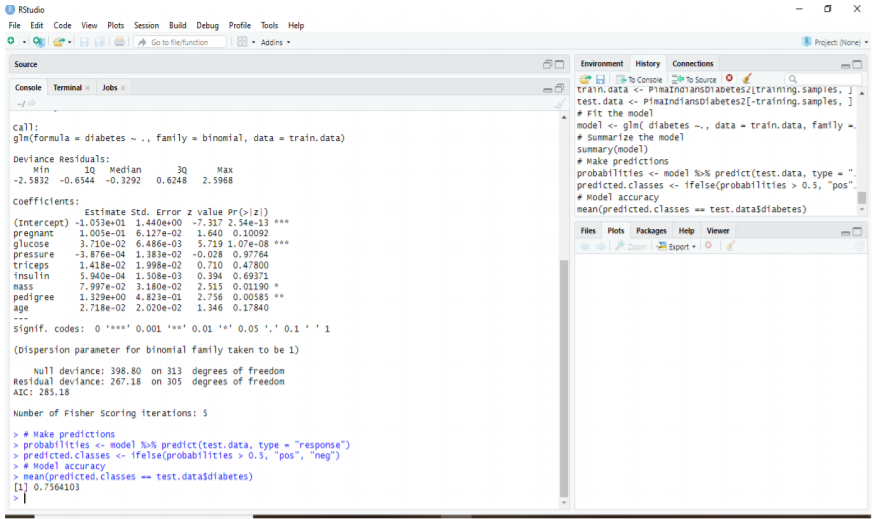 RStudio
File Edit Code View Plots Session Build Debug Profile Tools Help
Go to file/function Addins Project: (None)
Source
Console Terminal Jobs
~/
Call:
glm(formula = diabetes ~ ., family = binomial, data = train.data)
Deviance Residuals:
Min 1Q Median 3Q Max
-2.5832 -0.6544 -0.3292 0.6248 2.5968
Coefficients:
Estimate Std. Error z value Pr(>|z|)
(Intercept) -1.053e+01 1.440e+00 -7.317 2.54e-13 ***
pregnant 1.005e-01 6.127e-02 1.640 0.10092
glucose 3.710e-02 6.486e-03 5.719 1.07e-08 ***
pressure -3.876e-04 1.383e-02 -0.028 0.97764
triceps 1.418e-02 1.998e-02 0.710 0.47800
insulin 5.940e-04 1.508e-03 0.394 0.69371
mass 7.997e-02 3.180e-02 2.515 0.01190 *
pedigree 1.329e+00 4.823e-01 2.756 0.00585 **
age 2.718e-02 2.020e-02 1.346 0.17840
---
Signif. codes: 0 '***' 0.001 '**' 0.01 '*' 0.05 '.' 0.1 ' ' 1
(Dispersion parameter for binomial family taken to be 1)
Null deviance: 398.80 on 313 degrees of freedom
Residual deviance: 267.18 on 305 degrees of freedom
AIC: 285.18
Number of Fisher Scoring iterations: 5
> # Make predictions
> probabilities <- model %>% predict(test.data, type = "response")
> predicted.classes <- ifelse(probabilities > 0.5, "pos", "neg")
> # Model accuracy
> mean(predicted.classes == test.data$diabetes)
[1] 0.7564103
>
Environment History Connections
To Console To Source
train.data <- PimaIndiansDiabetes2[training.samples, ]
test.data <- PimaIndiansDiabetes2[-training.samples, ]
# Fit the model
model <- glm( diabetes ~., data = train.data, family =…
# Summarize the model
summary(model)
# Make predictions
probabilities <- model %>% predict(test.data, type = "…
predicted.classes <- ifelse(probabilities > 0.5, "pos"…
# Model accuracy
mean(predicted.classes == test.data$diabetes)
Files Plots Packages Help Viewer
Zoom Export